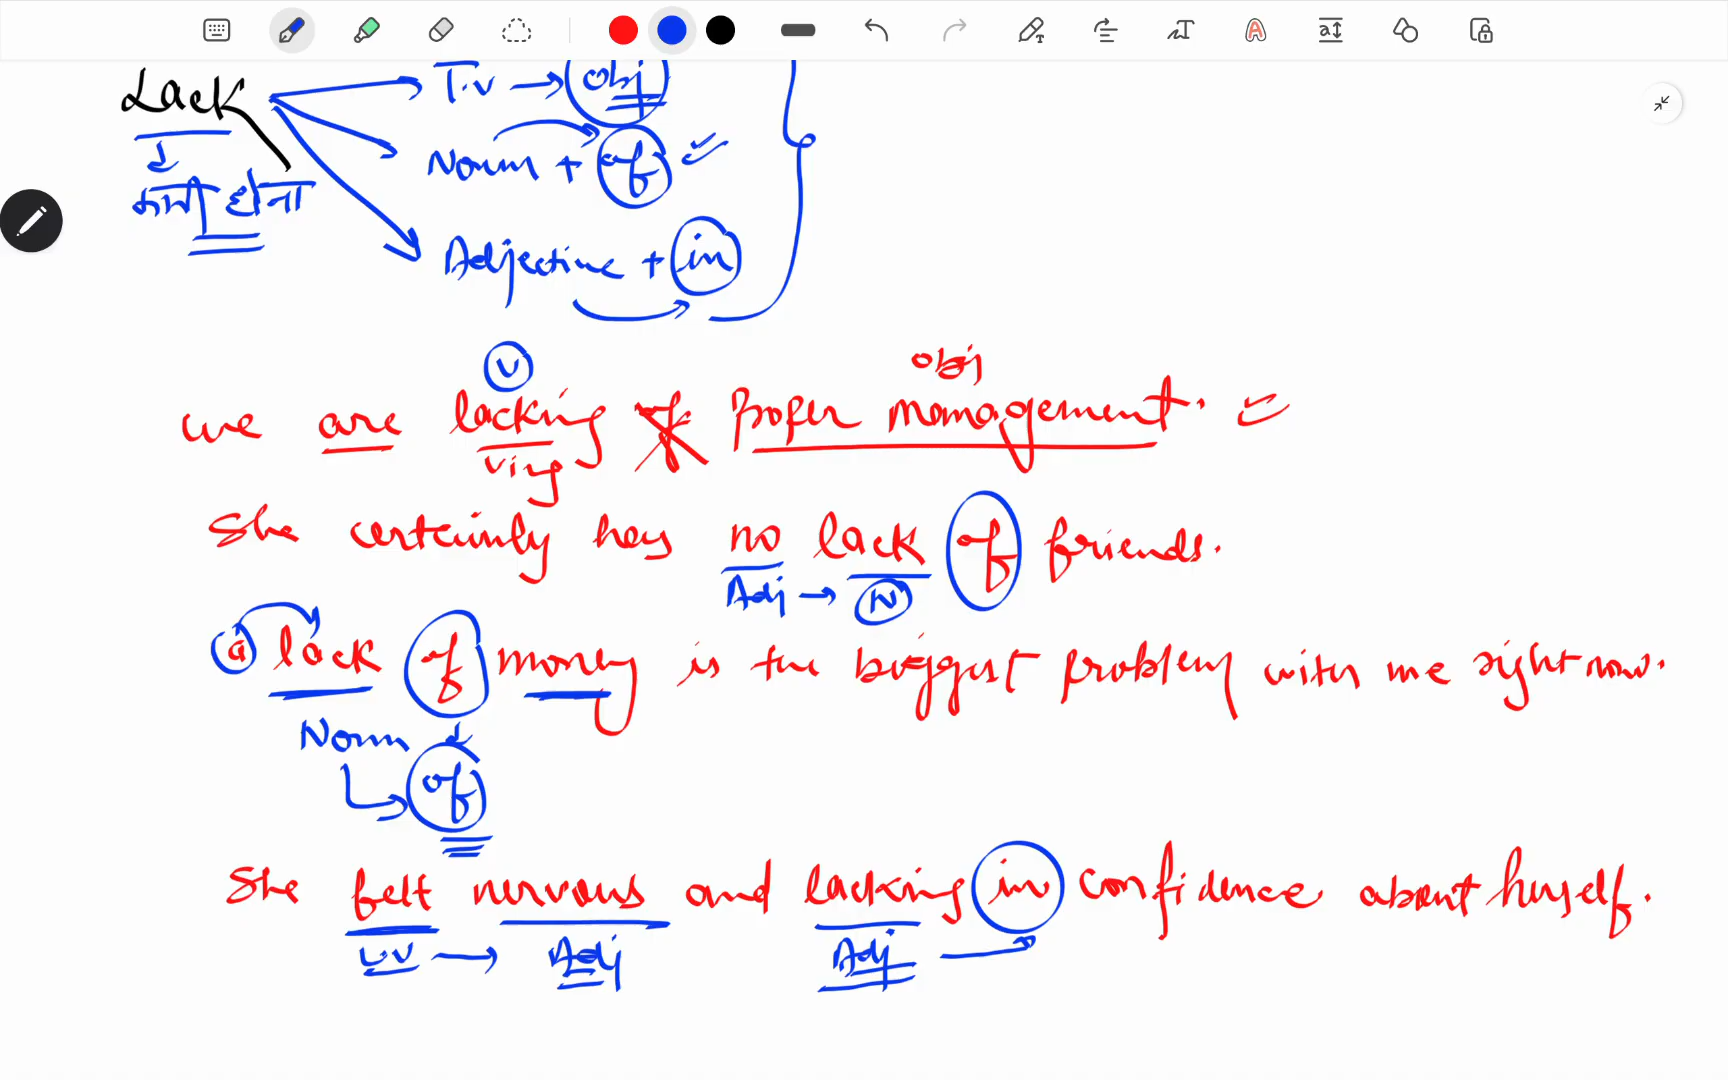 Lack T.V → obj
Noun + of ✓
कमी होना
Adjective + in
V obj
we are lacking of Proper management. ✓
Ving
She certainly has no lack of friends.
Adj → N
a lack of money is the biggest problem with me right now.
Noun
of
She felt nervous and lacking in confidence about herself.
LV → Adj Adj